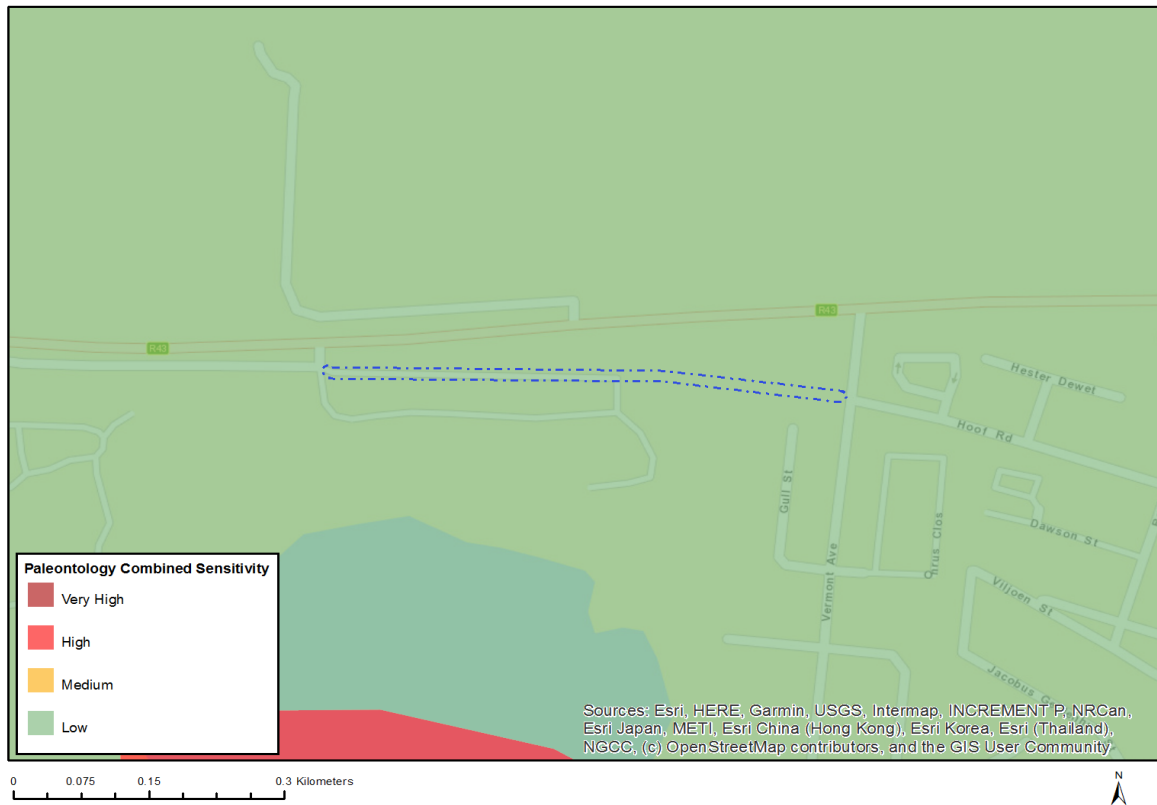 R43
R43
Hester Dewet
Hoof Rd
Gull St
Chrus Clos
Dawson St
Vermont Ave
Viljoen St
Paleontology Combined Sensitivity
Very High
High
Medium
Low
Sources: Esri, HERE, Garmin, USGS, Intermap, INCREMENT P, NRCan,
Esri Japan, METI, Esri China (Hong Kong), Esri Korea, Esri (Thailand),
NGCC, (c) OpenStreetMap contributors, and the GIS User Community
0 0.075 0.15 0.3 Kilometers
N